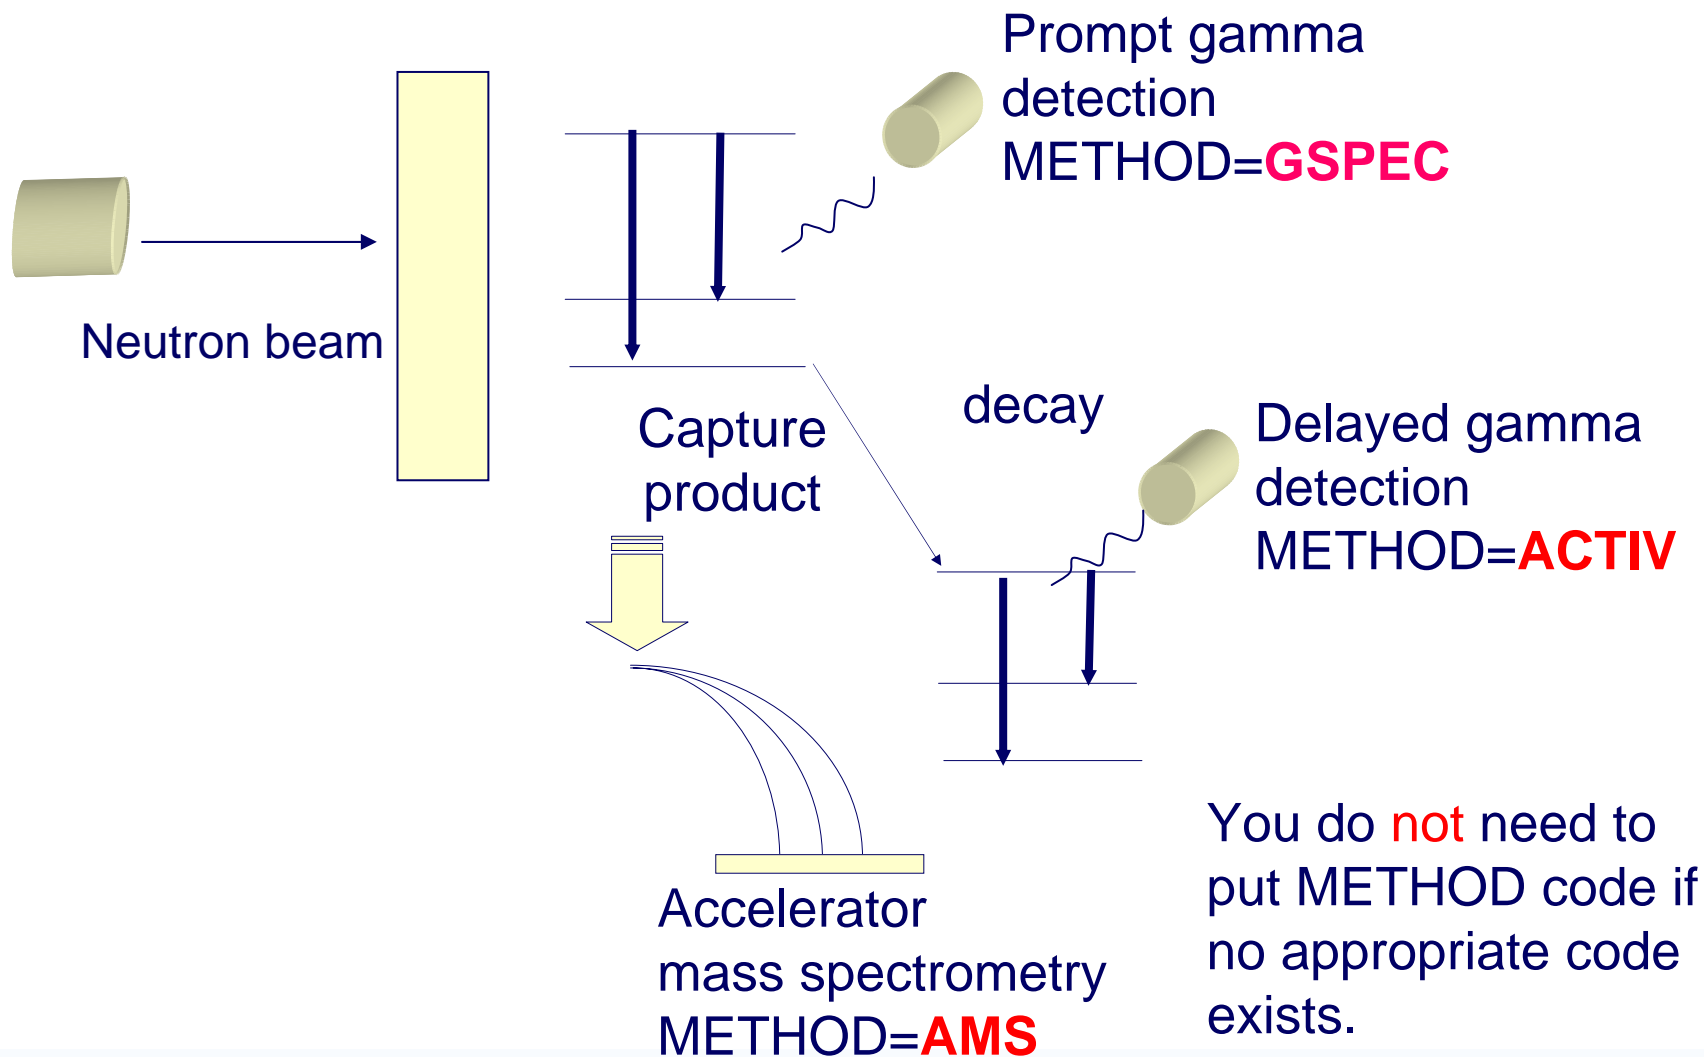 Prompt gamma
detection
METHOD=GSPEC
Neutron beam
Capture
product
decay
Delayed gamma
detection
METHOD=ACTIV
Accelerator
mass spectrometry
METHOD=AMS
You do not need to
put METHOD code if
no appropriate code
exists.